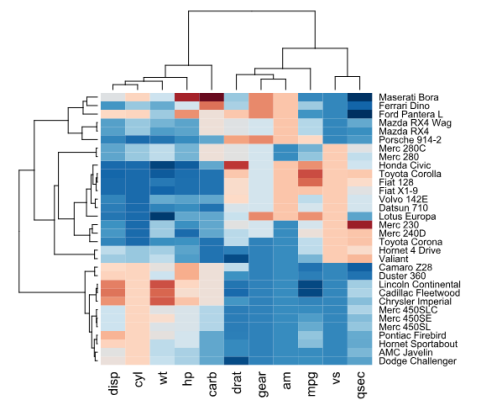 Maserati Bora
Ferrari Dino
Ford Pantera L
Mazda RX4 Wag
Mazda RX4
Porsche 914-2
Merc 280C
Merc 280
Honda Civic
Toyota Corolla
Fiat 128
Fiat X1-9
Volvo 142E
Datsun 710
Lotus Europa
Merc 230
Merc 240D
Toyota Corona
Hornet 4 Drive
Valiant
Camaro Z28
Duster 360
Lincoln Continental
Cadillac Fleetwood
Chrysler Imperial
Merc 450SLC
Merc 450SE
Merc 450SL
Pontiac Firebird
Hornet Sportabout
AMC Javelin
Dodge Challenger
disp
cyl
wt
hp
carb
drat
gear
am
mpg
vs
qsec